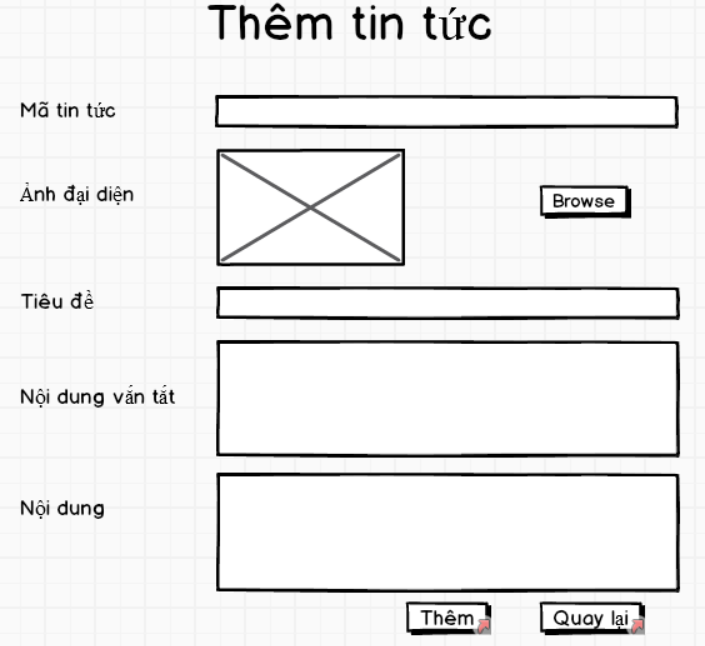 Thêm tin tức
Mã tin tức
Ảnh đại diện
Browse
Tiêu đề
Nội dung vắn tắt
Nội dung
Thêm
Quay lại